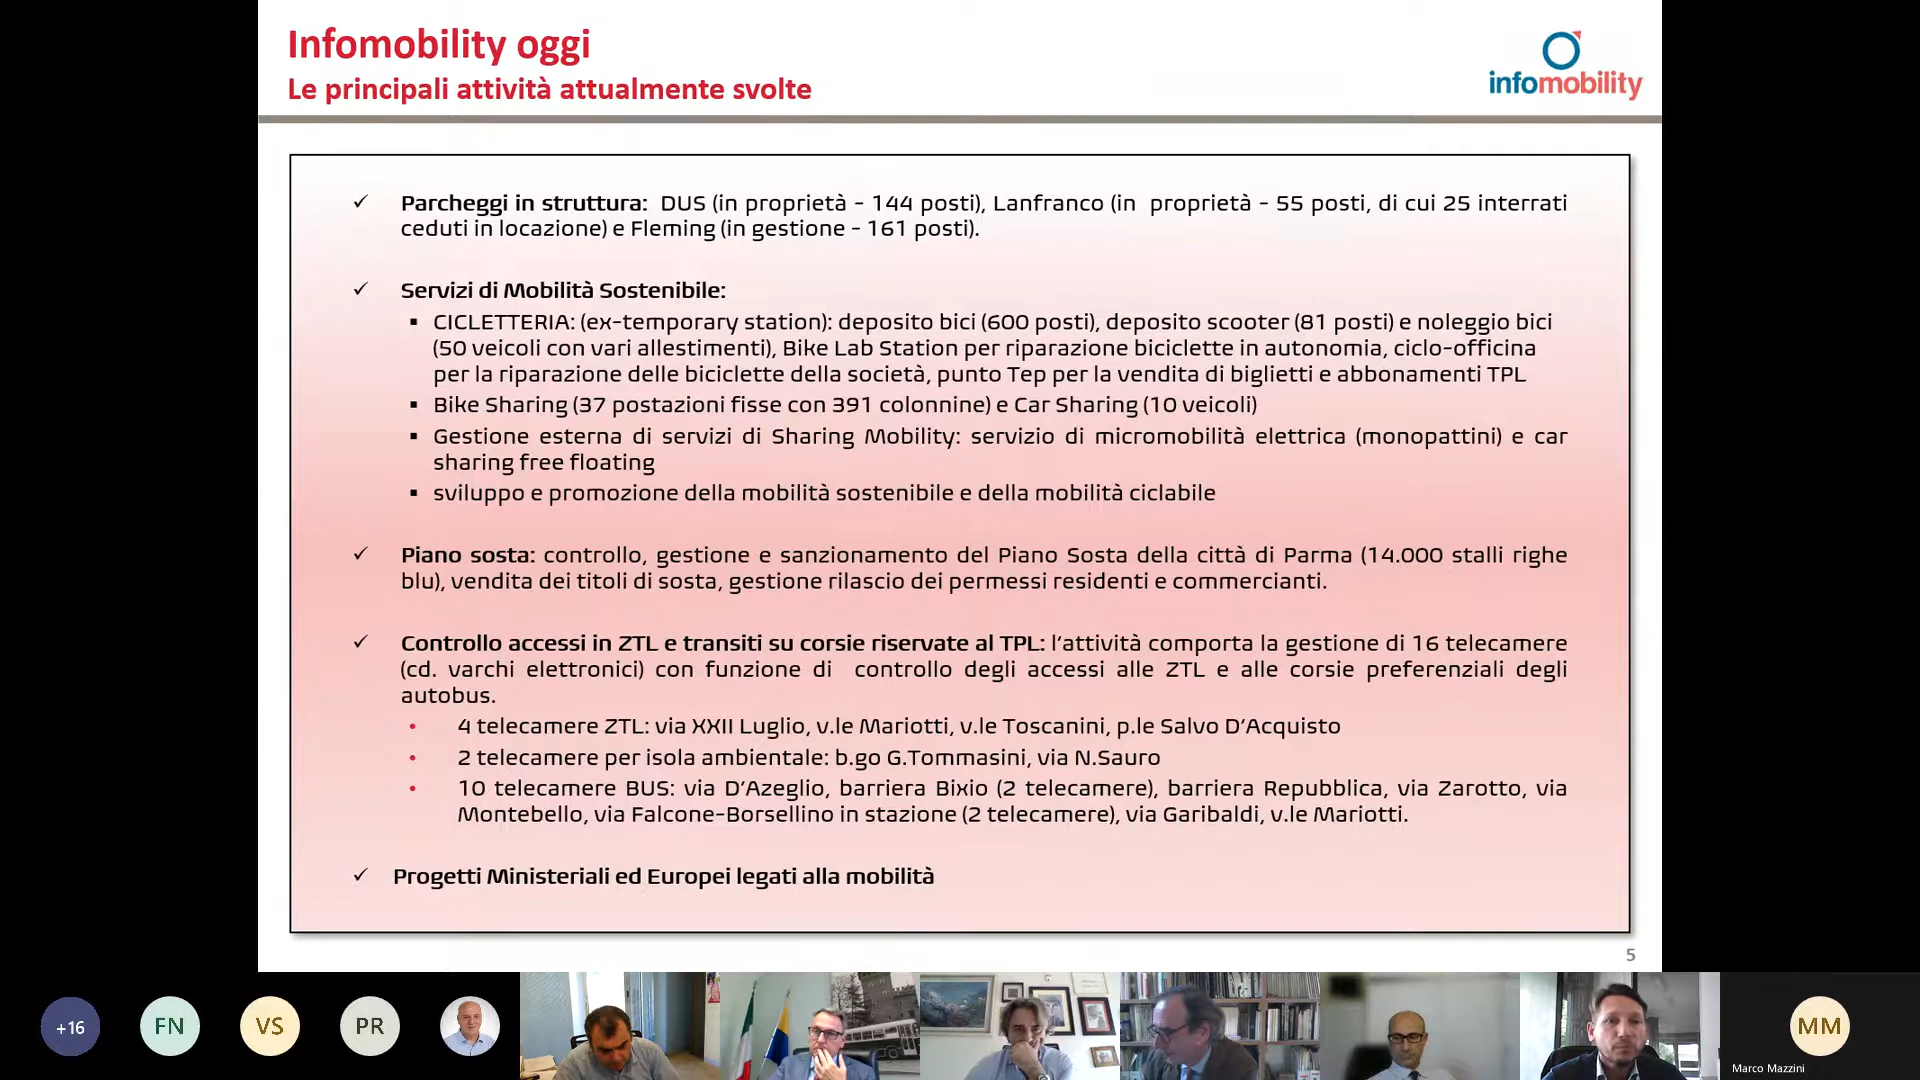 Infomobility oggi
Le principali attività attualmente svolte
infomobility
✓ Parcheggi in struttura: DUS (in proprietà - 144 posti), Lanfranco (in proprietà - 55 posti, di cui 25 interrati
ceduti in locazione) e Fleming (in gestione - 161 posti).
✓ Servizi di Mobilità Sostenibile:
▪ CICLETTERIA: (ex-temporary station): deposito bici (600 posti), deposito scooter (81 posti) e noleggio bici
(50 veicoli con vari allestimenti), Bike Lab Station per riparazione biciclette in autonomia, ciclo-officina
per la riparazione delle biciclette della società, punto Tep per la vendita di biglietti e abbonamenti TPL
▪ Bike Sharing (37 postazioni fisse con 391 colonnine) e Car Sharing (10 veicoli)
▪ Gestione esterna di servizi di Sharing Mobility: servizio di micromobilità elettrica (monopattini) e car
sharing free floating
▪ sviluppo e promozione della mobilità sostenibile e della mobilità ciclabile
✓ Piano sosta: controllo, gestione e sanzionamento del Piano Sosta della città di Parma (14.000 stalli righe
blu), vendita dei titoli di sosta, gestione rilascio dei permessi residenti e commercianti.
✓ Controllo accessi in ZTL e transiti su corsie riservate al TPL: l'attività comporta la gestione di 16 telecamere
(cd. varchi elettronici) con funzione di controllo degli accessi alle ZTL e alle corsie preferenziali degli
autobus.
• 4 telecamere ZTL: via XXII Luglio, v.le Mariotti, v.le Toscanini, p.le Salvo D'Acquisto
• 2 telecamere per isola ambientale: b.go G.Tommasini, via N.Sauro
• 10 telecamere BUS: via D'Azeglio, barriera Bixio (2 telecamere), barriera Repubblica, via Zarotto, via
Montebello, via Falcone-Borsellino in stazione (2 telecamere), via Garibaldi, v.le Mariotti.
✓ Progetti Ministeriali ed Europei legati alla mobilità
5
+16 FN VS PR MM
Marco Mazzini